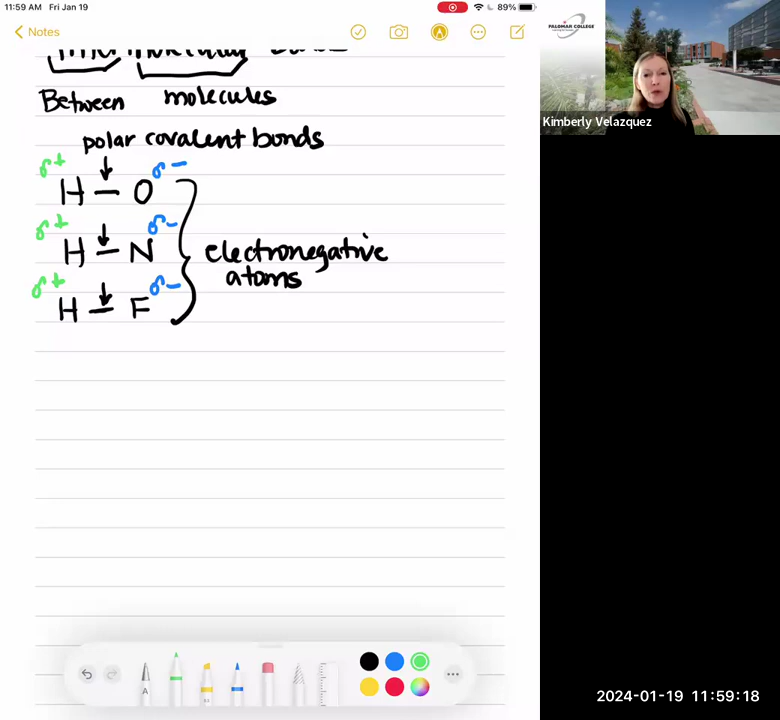 11:59 AM Fri Jan 19
89%
Notes
Between molecules
polar covalent bonds
δ+ δ-
H - O
δ+ δ-
H - N
electronegative
atoms
δ+ δ-
H - F
A
PALOMAR COLLEGE
Kimberly Velazquez
2024-01-19 11:59:18